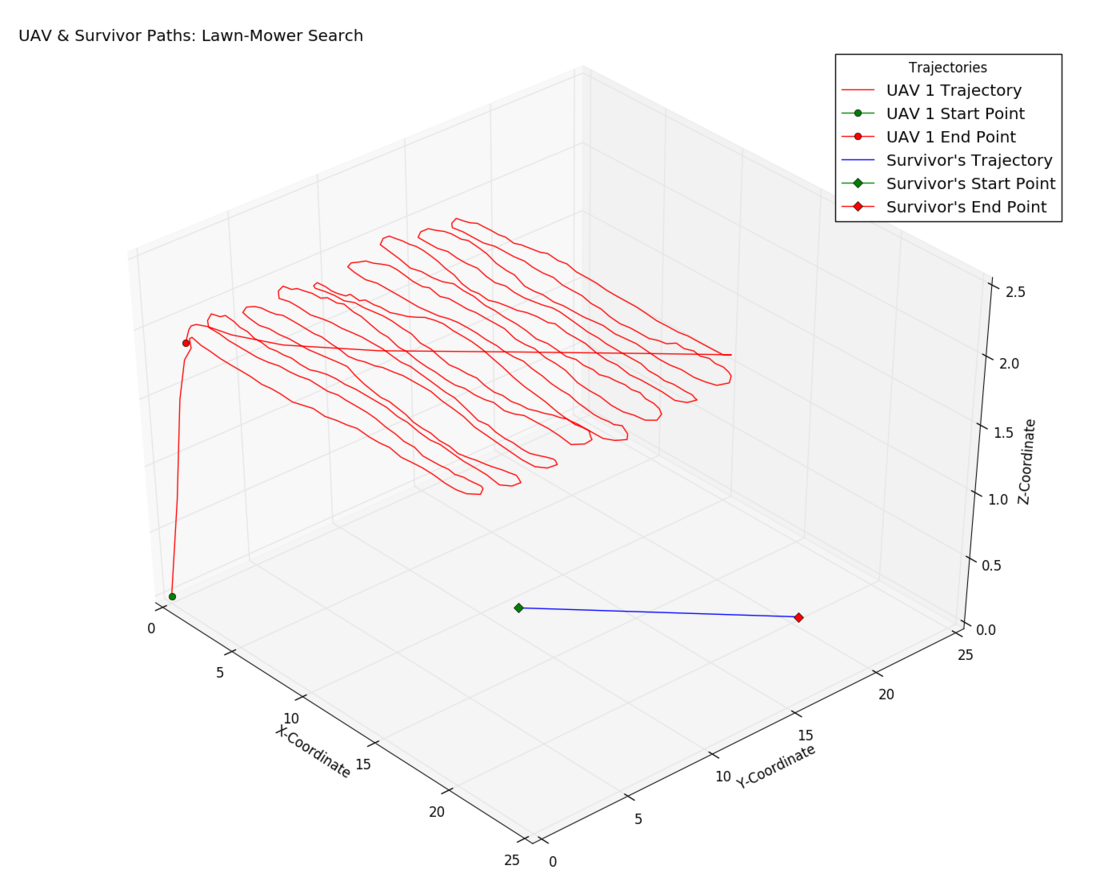 UAV & Survivor Paths: Lawn-Mower Search
Trajectories
UAV 1 Trajectory
UAV 1 Start Point
UAV 1 End Point
Survivor's Trajectory
Survivor's Start Point
Survivor's End Point
2.5
2.0
1.5
1.0
0.5
0.0
Z-Coordinate
0
5
10
15
20
25
X-Coordinate
0
5
10
15
20
25
Y-Coordinate